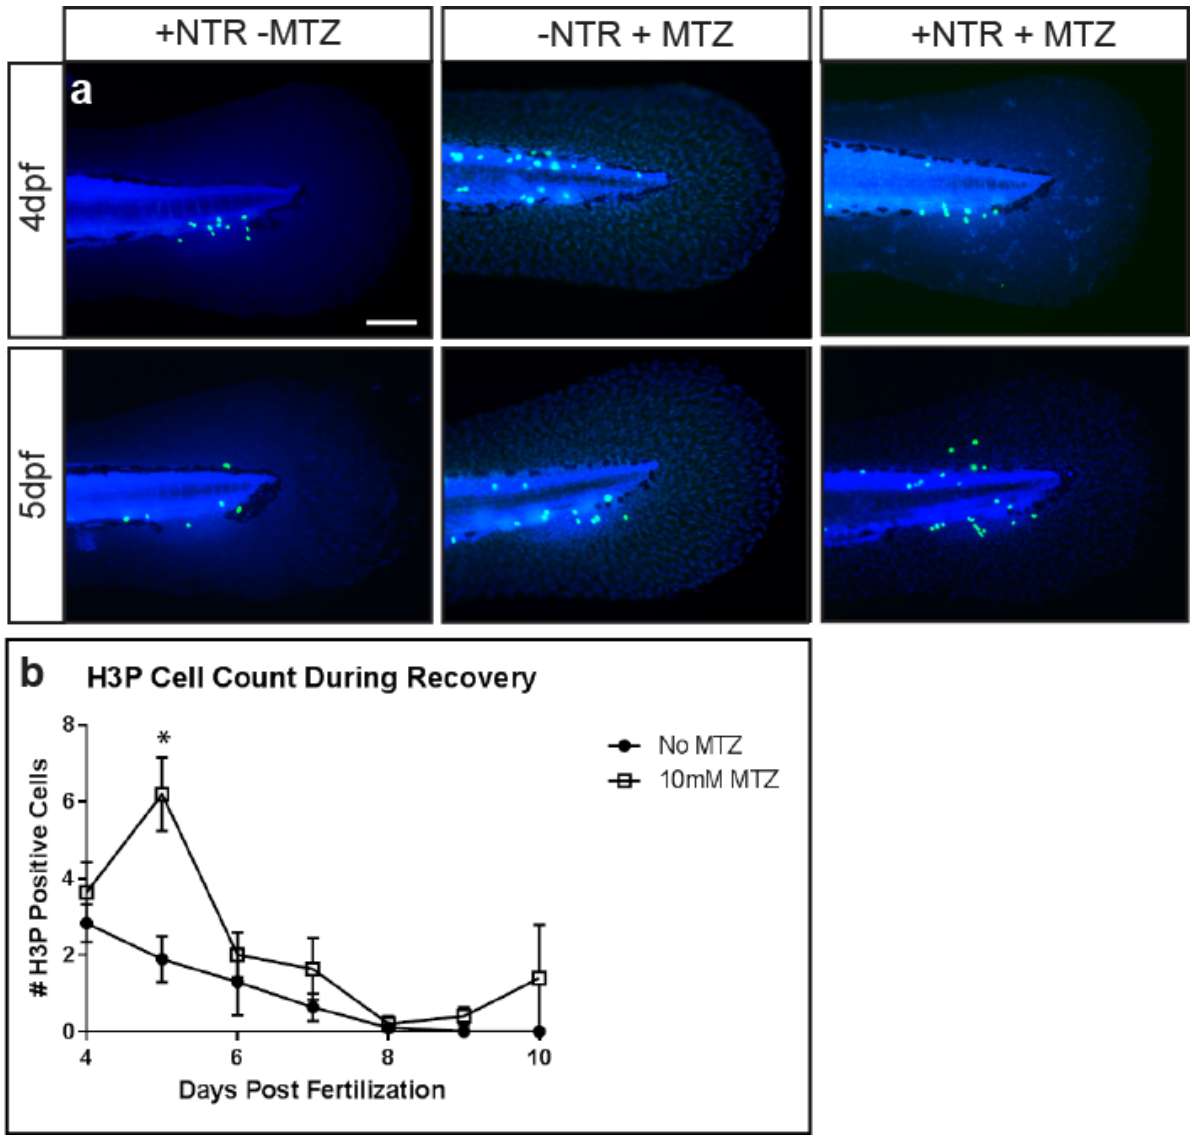 +NTR -MTZ
-NTR + MTZ
+NTR + MTZ
a
4dpf
5dpf
b
H3P Cell Count During Recovery
# H3P Positive Cells
8
6
4
2
0
*
No MTZ
10mM MTZ
4
6
8
10
Days Post Fertilization